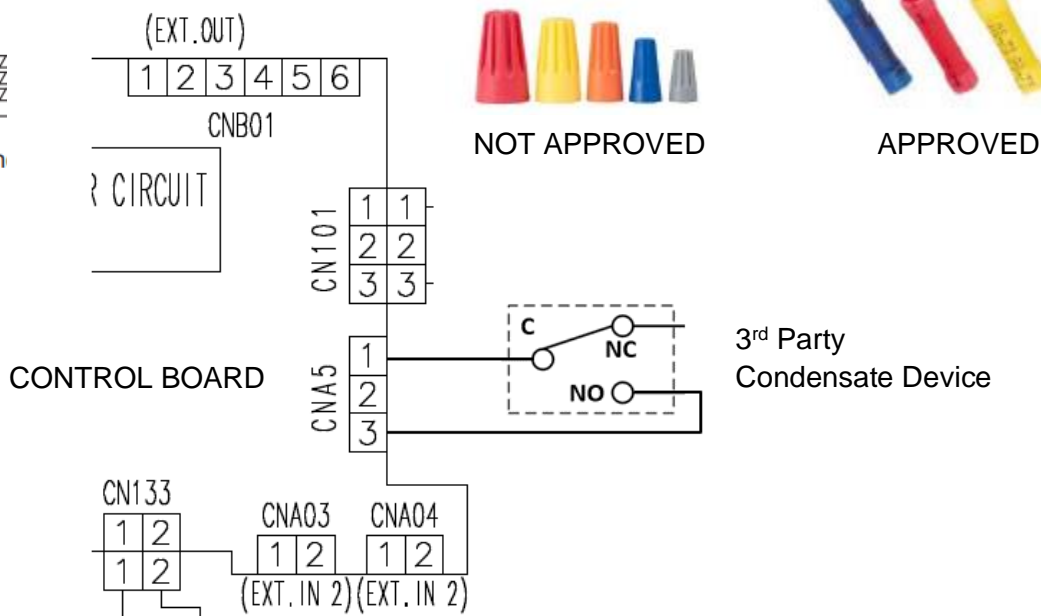 (EXT.OUT)
1 2 3 4 5 6
CNB01
NOT APPROVED
APPROVED
CIRCUIT
CN101
1 1
2 2
3 3
C
NC
NO
3rd Party
Condensate Device
CONTROL BOARD
CNA5
1
2
3
CN133
1 2
1 2
CNA03
1 2
(EXT. IN 2)
CNA04
1 2
(EXT. IN 2)